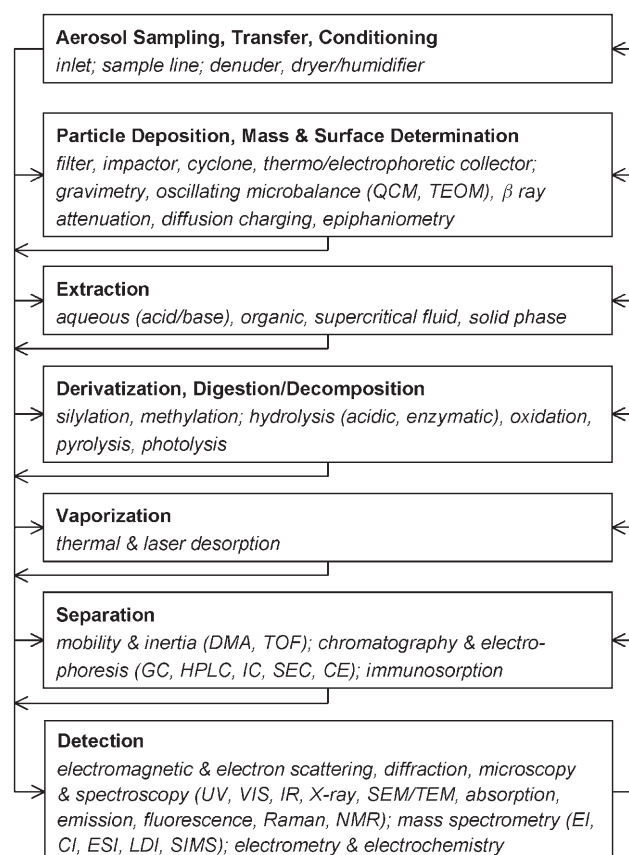 Aerosol Sampling, Transfer, Conditioning
inlet; sample line; denuder, dryer/humidifier
Particle Deposition, Mass & Surface Determination
filter, impactor, cyclone, thermo/electrophoretic collector;
gravimetry, oscillating microbalance (QCM, TEOM), β ray
attenuation, diffusion charging, epiphaniometry
Extraction
aqueous (acid/base), organic, supercritical fluid, solid phase
Derivatization, Digestion/Decomposition
silylation, methylation; hydrolysis (acidic, enzymatic), oxidation,
pyrolysis, photolysis
Vaporization
thermal & laser desorption
Separation
mobility & inertia (DMA, TOF); chromatography & electro-
phoresis (GC, HPLC, IC, SEC, CE); immunosorption
Detection
electromagnetic & electron scattering, diffraction, microscopy
& spectroscopy (UV, VIS, IR, X-ray, SEM/TEM, absorption,
emission, fluorescence, Raman, NMR); mass spectrometry (EI,
CI, ESI, LDI, SIMS); electrometry & electrochemistry